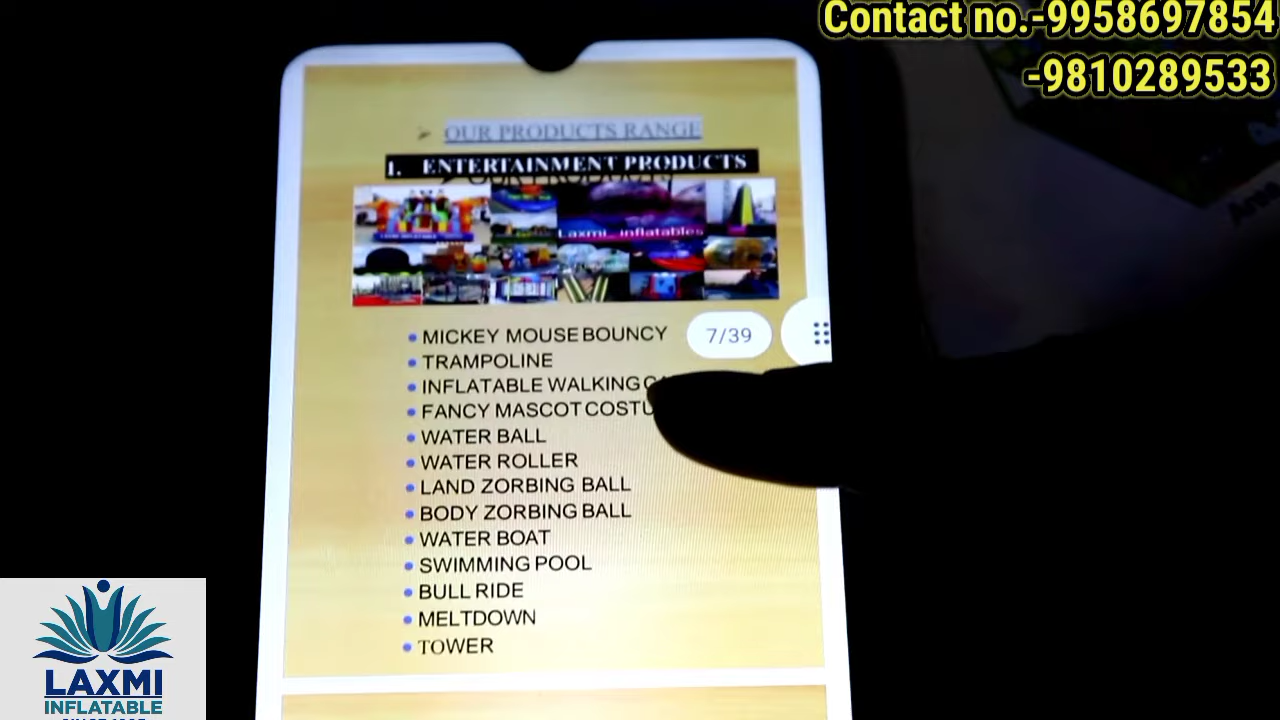 Contact no.-9958697854
-9810289533
OUR PRODUCTS RANGE
1. ENTERTAINMENT PRODUCTS
OUR PRODUCTS
Laxmi inflatables
MICKEY MOUSE BOUNCY
7/39
TRAMPOLINE
INFLATABLE WALKING
FANCY MASCOT
WATER BALL
WATER ROLLER
LAND ZORBING BALL
BODY ZORBING BALL
WATER BOAT
SWIMMING POOL
BULL RIDE
MELTDOWN
TOWER
LAXMI
INFLATABLE